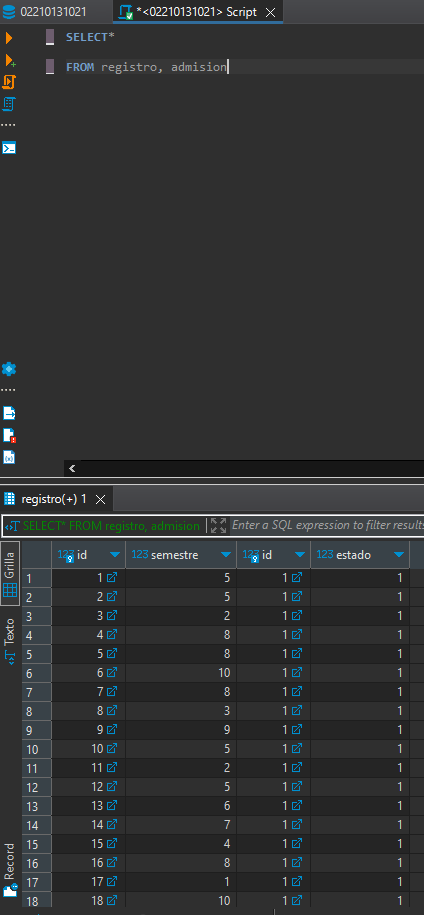 02210131021 *<02210131021> Script
SELECT*
FROM registro, admision
registro(+) 1
SELECT* FROM registro, admision Enter a SQL expression to filter results
Grilla
Texto
Record
123 id 123 semestre 123 id 123 estado
1 1 5 1 1
2 2 5 1 1
3 3 2 1 1
4 4 8 1 1
5 5 8 1 1
6 6 10 1 1
7 7 8 1 1
8 8 3 1 1
9 9 9 1 1
10 10 5 1 1
11 11 2 1 1
12 12 5 1 1
13 13 6 1 1
14 14 7 1 1
15 15 4 1 1
16 16 8 1 1
17 17 1 1 1
18 18 10 1 1